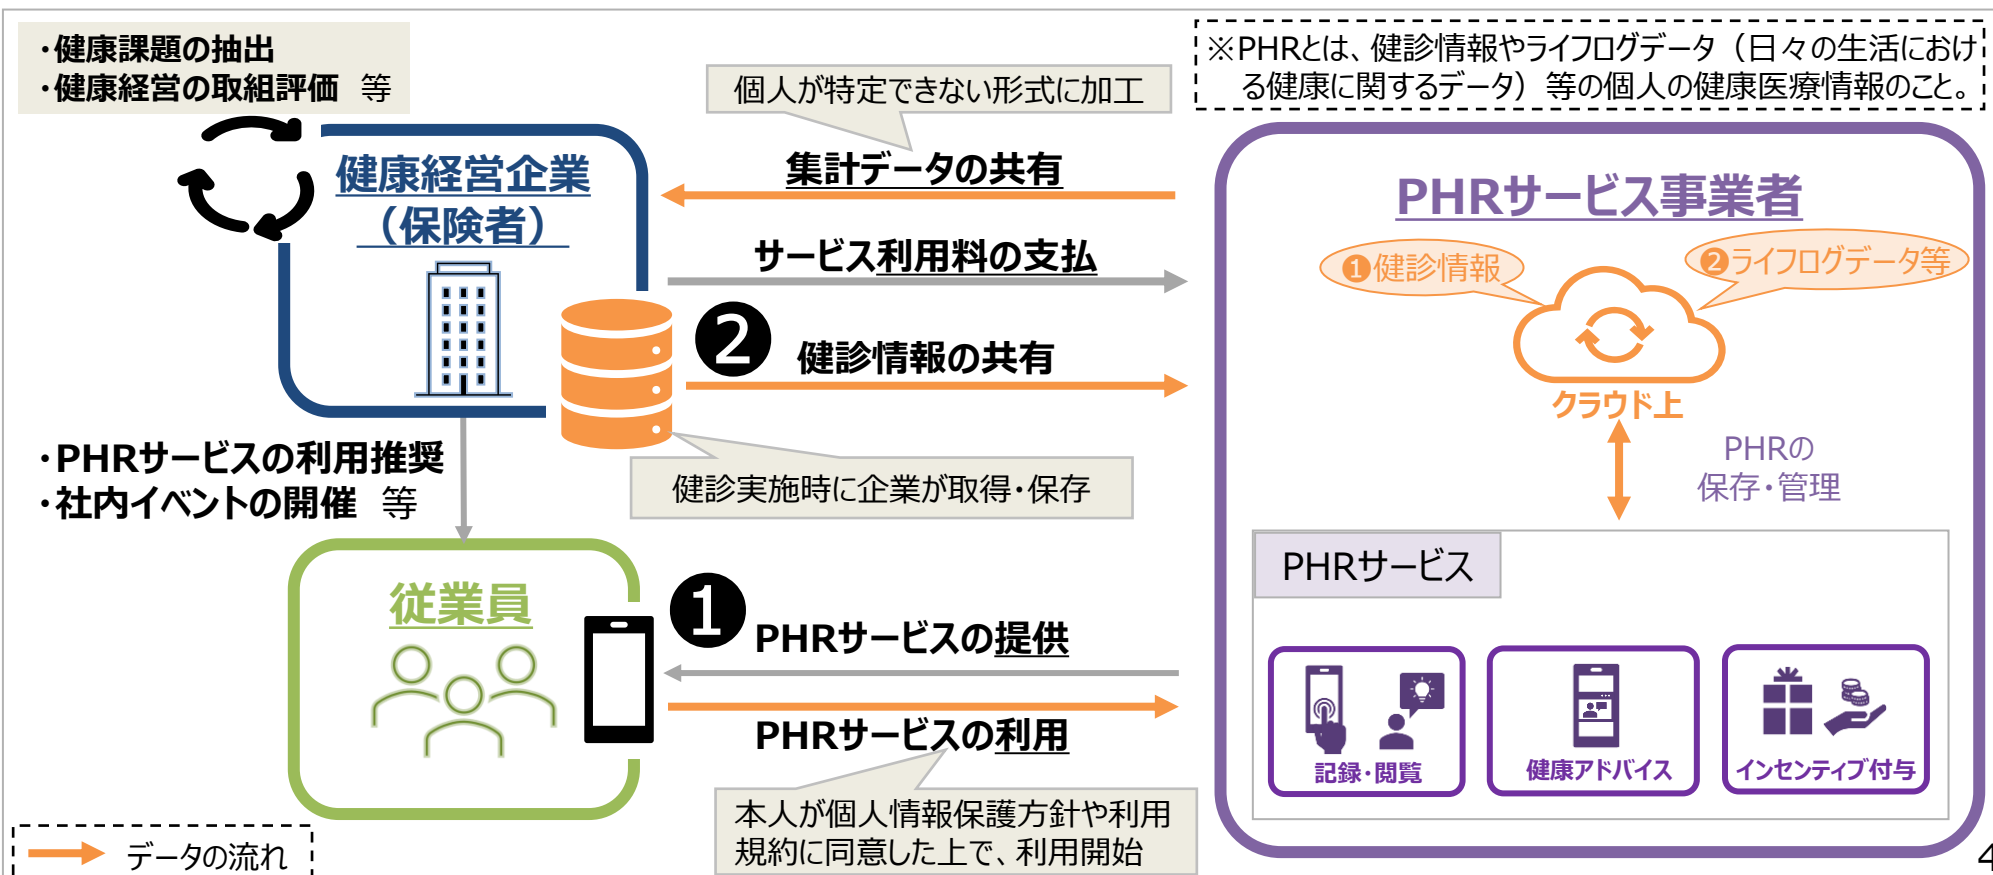 ・健康課題の抽出
・健康経営の取組評価 等
個人が特定できない形式に加工
※PHRとは、健診情報やライフログデータ（日々の生活におけ
る健康に関するデータ）等の個人の健康医療情報のこと。
健康経営企業
（保険者）
集計データの共有
サービス利用料の支払
❷ 健診情報の共有
健診実施時に企業が取得・保存
PHRサービス事業者
❶健診情報
❷ライフログデータ等
クラウド上
PHRの
保存・管理
・PHRサービスの利用推奨
・社内イベントの開催 等
従業員
❶
PHRサービスの提供
PHRサービスの利用
本人が個人情報保護方針や利用
規約に同意した上で、利用開始
PHRサービス
記録・閲覧
健康アドバイス
インセンティブ付与
データの流れ
4